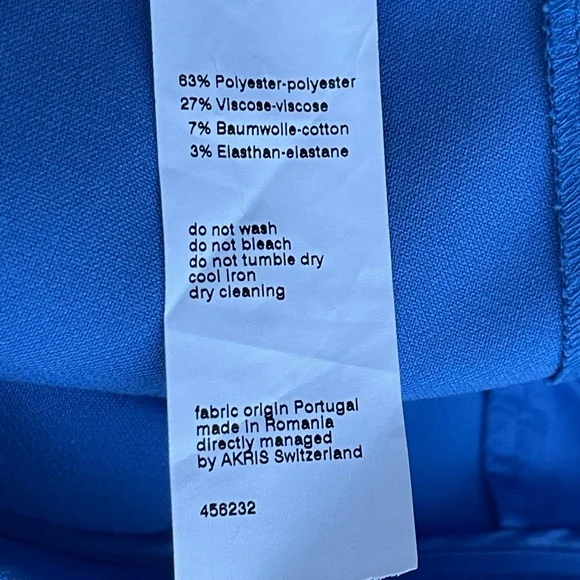 63% Polyester-polyester
27% Viscose-viscose
7% Baumwolle-cotton
3% Elasthan-elastane
do not wash
do not bleach
do not tumble dry
cool iron
dry cleaning
fabric origin Portugal
made in Romania
directly managed
by AKRIS Switzerland
456232